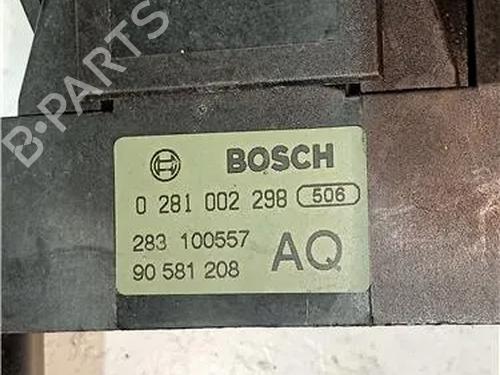 B·PARTS
BOSCH
0 281 002 298 506
283 100557
90 581 208
AQ